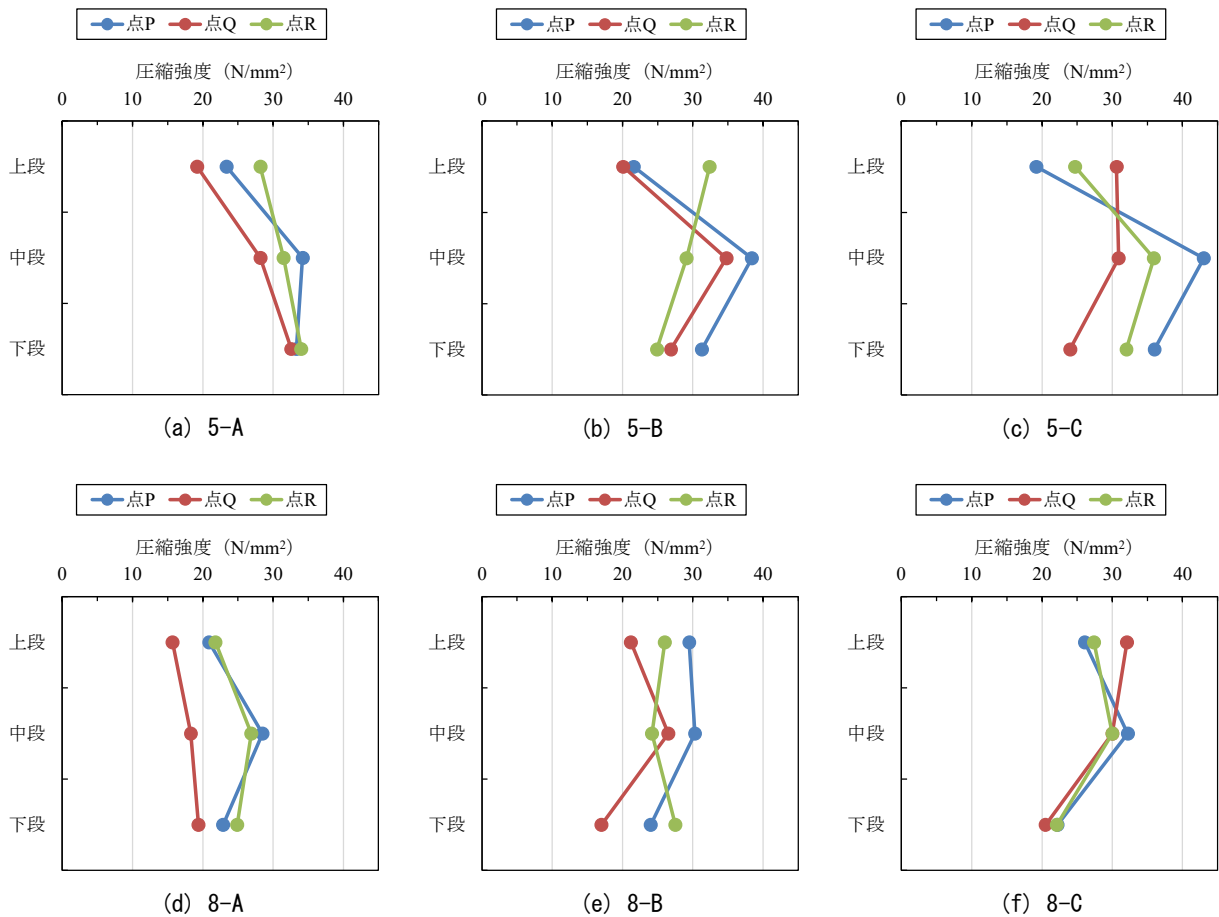 点P 点Q 点R
圧縮強度（N/mm²）
0 10 20 30 40
上段
中段
下段
(a) 5-A
点P 点Q 点R
圧縮強度（N/mm²）
0 10 20 30 40
上段
中段
下段
(b) 5-B
点P 点Q 点R
圧縮強度（N/mm²）
0 10 20 30 40
上段
中段
下段
(c) 5-C
点P 点Q 点R
圧縮強度（N/mm²）
0 10 20 30 40
上段
中段
下段
(d) 8-A
点P 点Q 点R
圧縮強度（N/mm²）
0 10 20 30 40
上段
中段
下段
(e) 8-B
点P 点Q 点R
圧縮強度（N/mm²）
0 10 20 30 40
上段
中段
下段
(f) 8-C